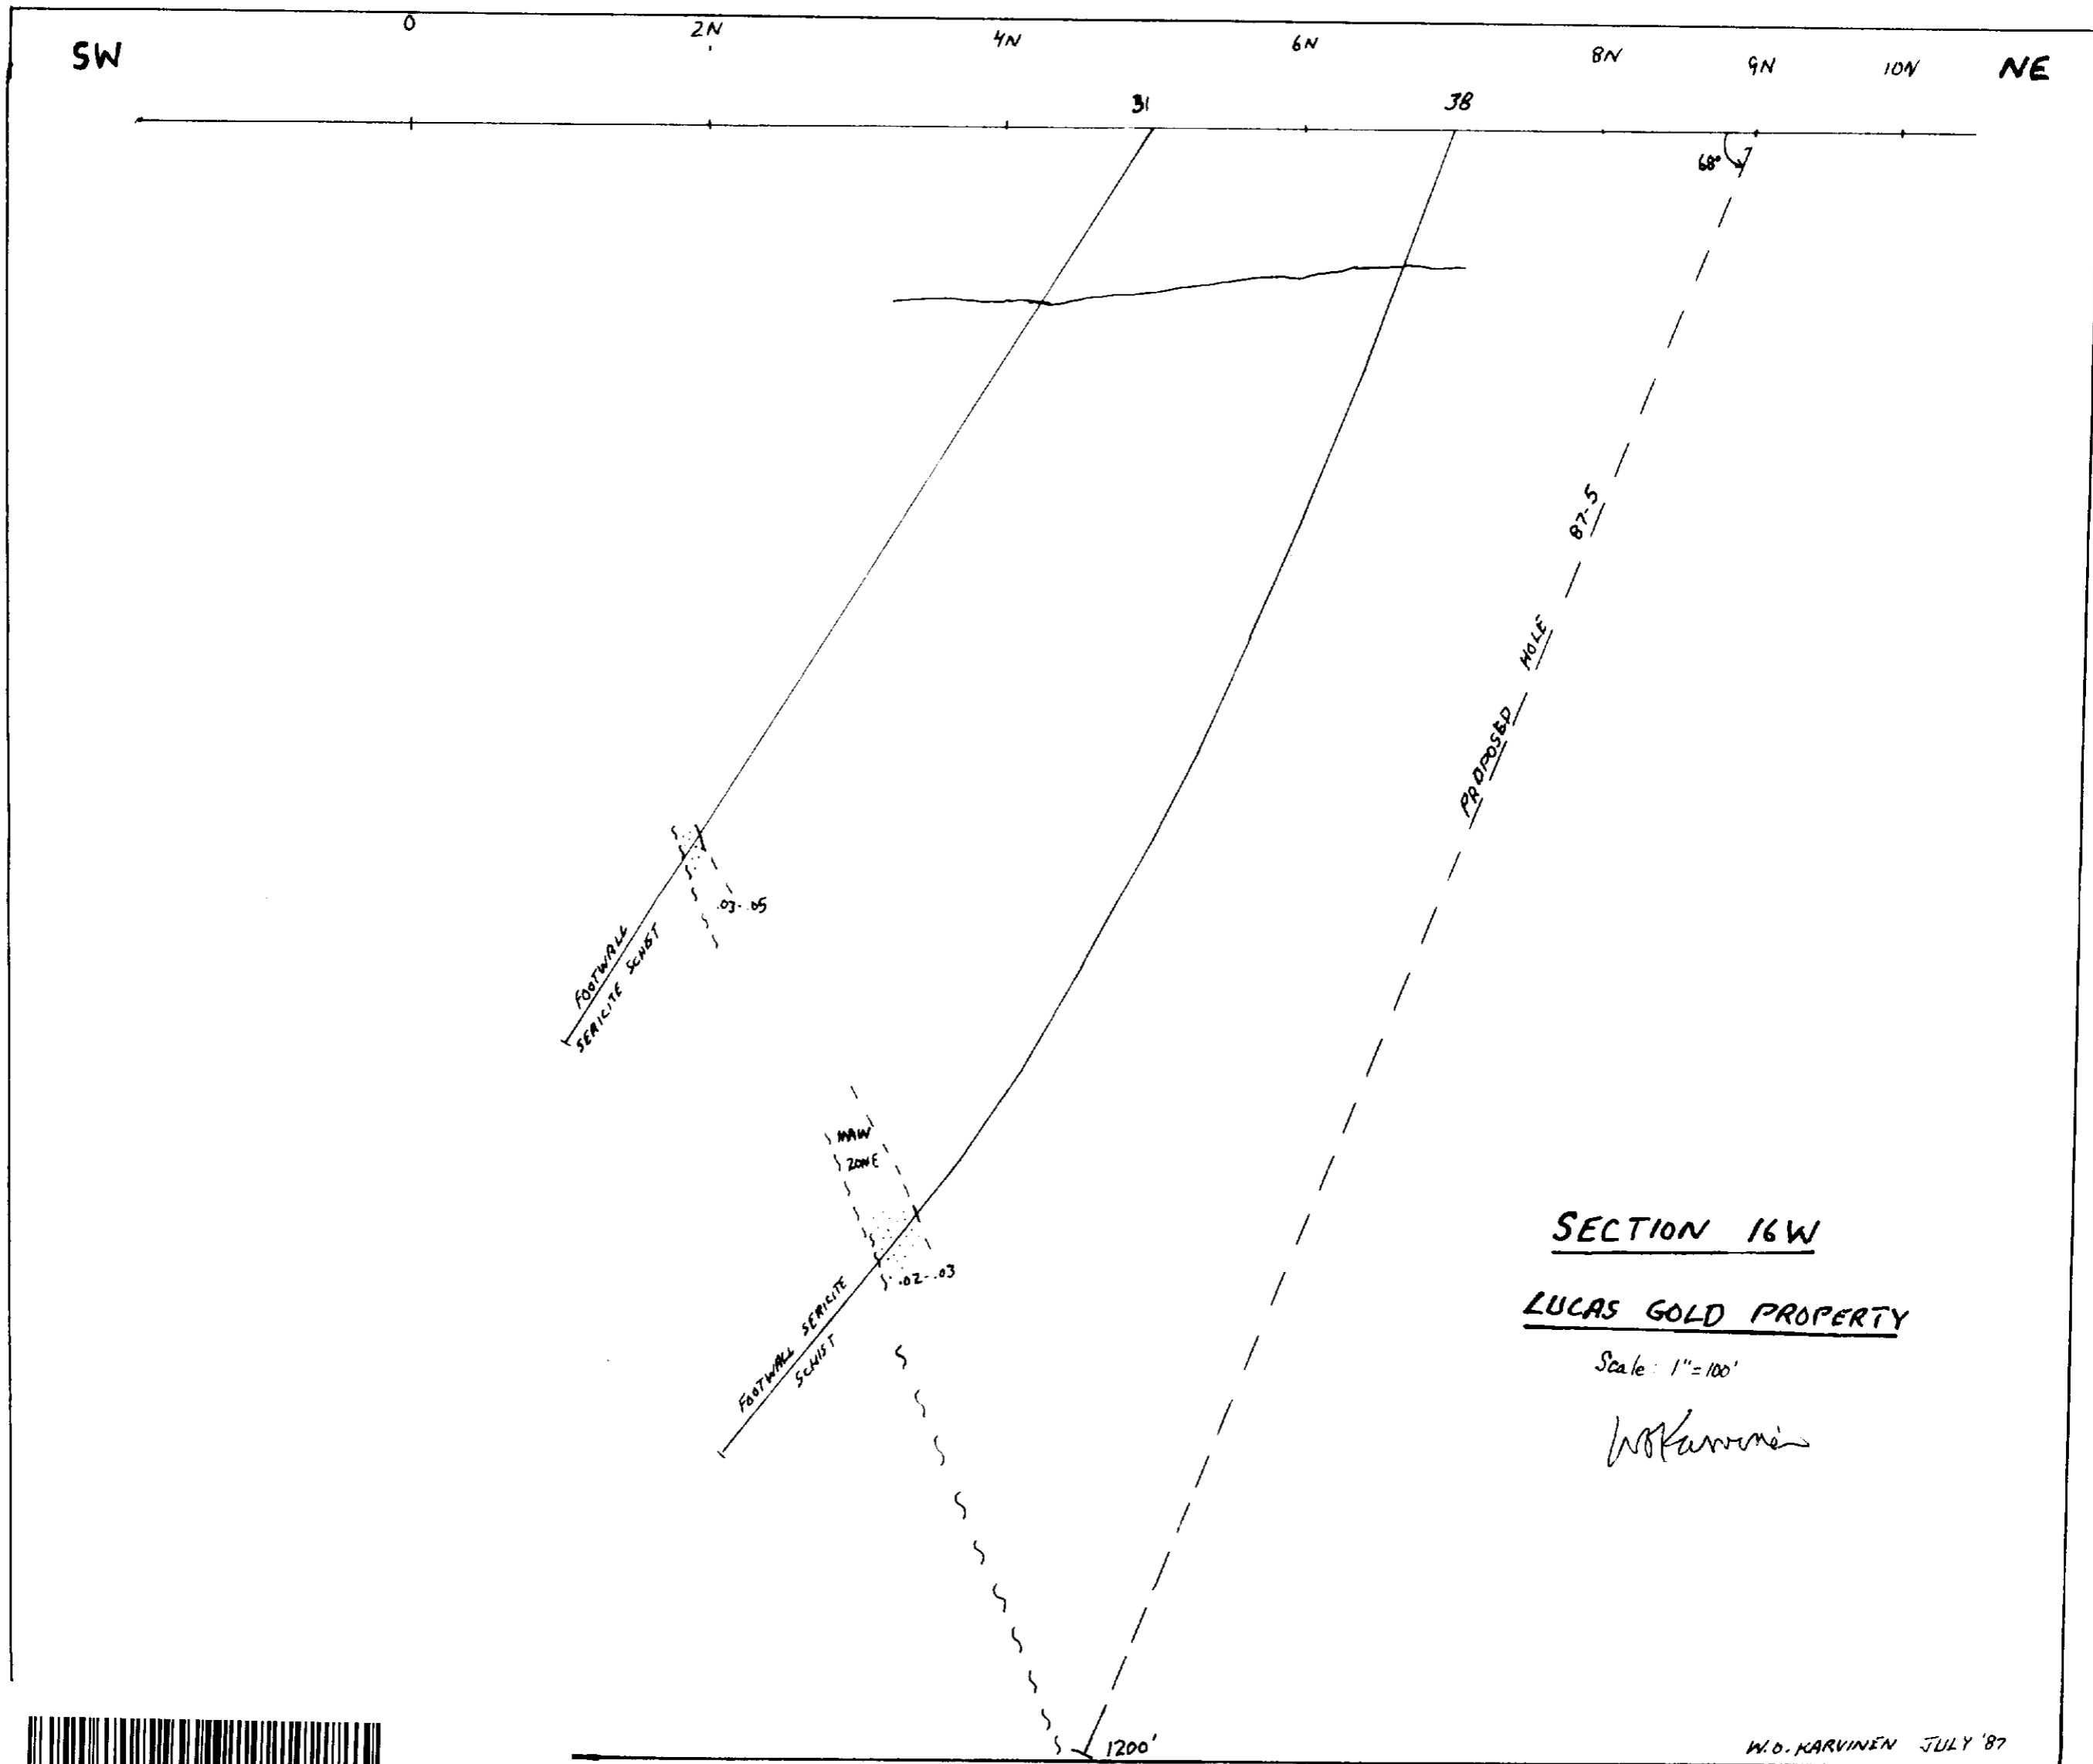 0 2N 4N 6N 8N 9N 10N
SW NE
31 38
68°
87-5
HOLE
PROPOSED
.03-.05
FOOTWALL
SERICITE SCHIST
MAIN
ZONE
.02-.03
FOOTWALL SERICITE
SCHIST
SECTION 16W
LUCAS GOLD PROPERTY
Scale: 1"=100'
WOKarvinen
1200'
W.O. KARVINEN JULY '87